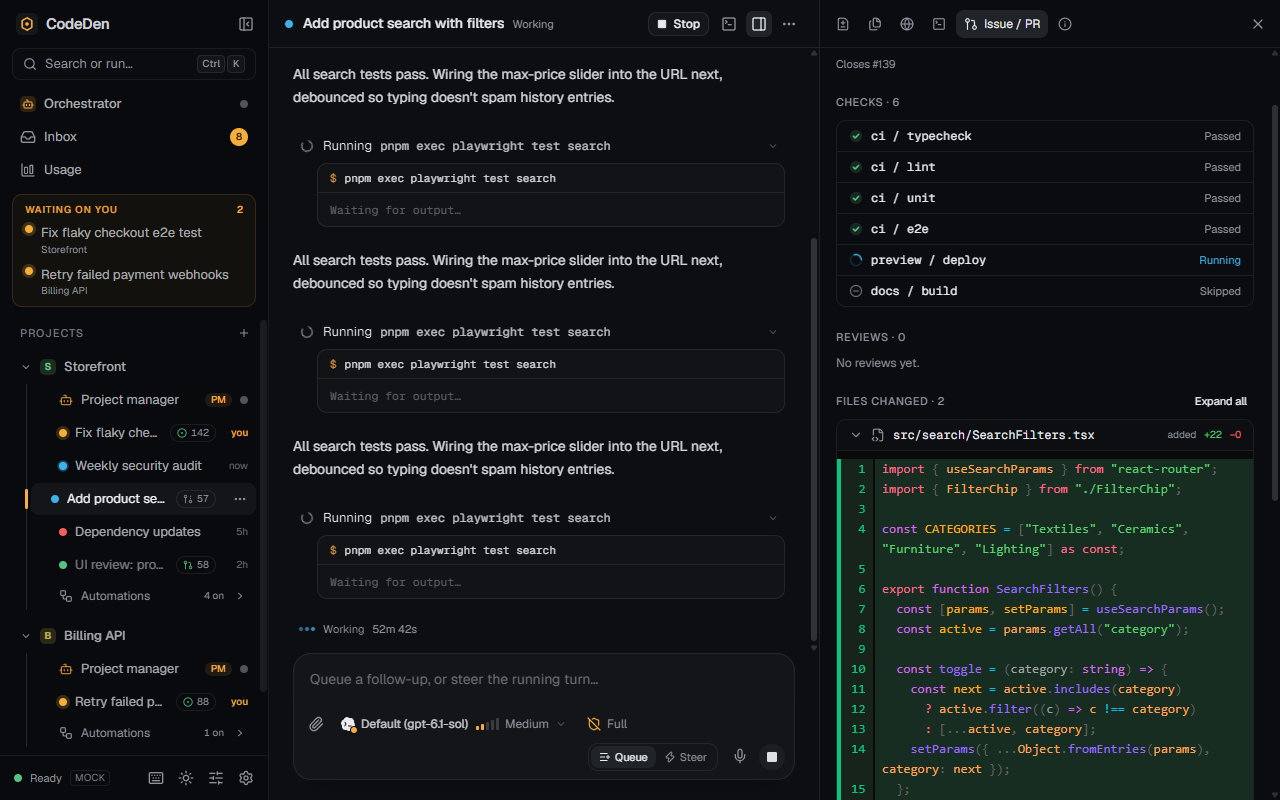 CodeDen
Search or run…
Ctrl K
Orchestrator
Inbox
8
Usage
WAITING ON YOU 2
Fix flaky checkout e2e test
Storefront
Retry failed payment webhooks
Billing API
PROJECTS
S Storefront
Project manager PM
Fix flaky che… 142 you
Weekly security audit now
Add product se… 57
Dependency updates 5h
UI review: pro… 58 2h
Automations 4 on
B Billing API
Project manager PM
Retry failed p… 88 you
Automations 1 on
Ready MOCK
Add product search with filters Working
Stop
All search tests pass. Wiring the max-price slider into the URL next,
debounced so typing doesn't spam history entries.
Running pnpm exec playwright test search
$ pnpm exec playwright test search
Waiting for output…
All search tests pass. Wiring the max-price slider into the URL next,
debounced so typing doesn't spam history entries.
Running pnpm exec playwright test search
$ pnpm exec playwright test search
Waiting for output…
All search tests pass. Wiring the max-price slider into the URL next,
debounced so typing doesn't spam history entries.
Running pnpm exec playwright test search
$ pnpm exec playwright test search
Waiting for output…
Working 52m 42s
Queue a follow-up, or steer the running turn…
Default (gpt-6.1-sol) Medium Full
Queue Steer
Issue / PR
Closes #139
CHECKS · 6
ci / typecheck Passed
ci / lint Passed
ci / unit Passed
ci / e2e Passed
preview / deploy Running
docs / build Skipped
REVIEWS · 0
No reviews yet.
FILES CHANGED · 2 Expand all
src/search/SearchFilters.tsx added +22 −0
1 import { useSearchParams } from "react-router";
2 import { FilterChip } from "./FilterChip";
3
4 const CATEGORIES = ["Textiles", "Ceramics",
"Furniture", "Lighting"] as const;
5
6 export function SearchFilters() {
7 const [params, setParams] = useSearchParams();
8 const active = params.getAll("category");
9
10 const toggle = (category: string) => {
11 const next = active.includes(category)
12 ? active.filter((c) => c !== category)
13 : [...active, category];
14 setParams({ ...Object.fromEntries(params),
category: next });
15 };